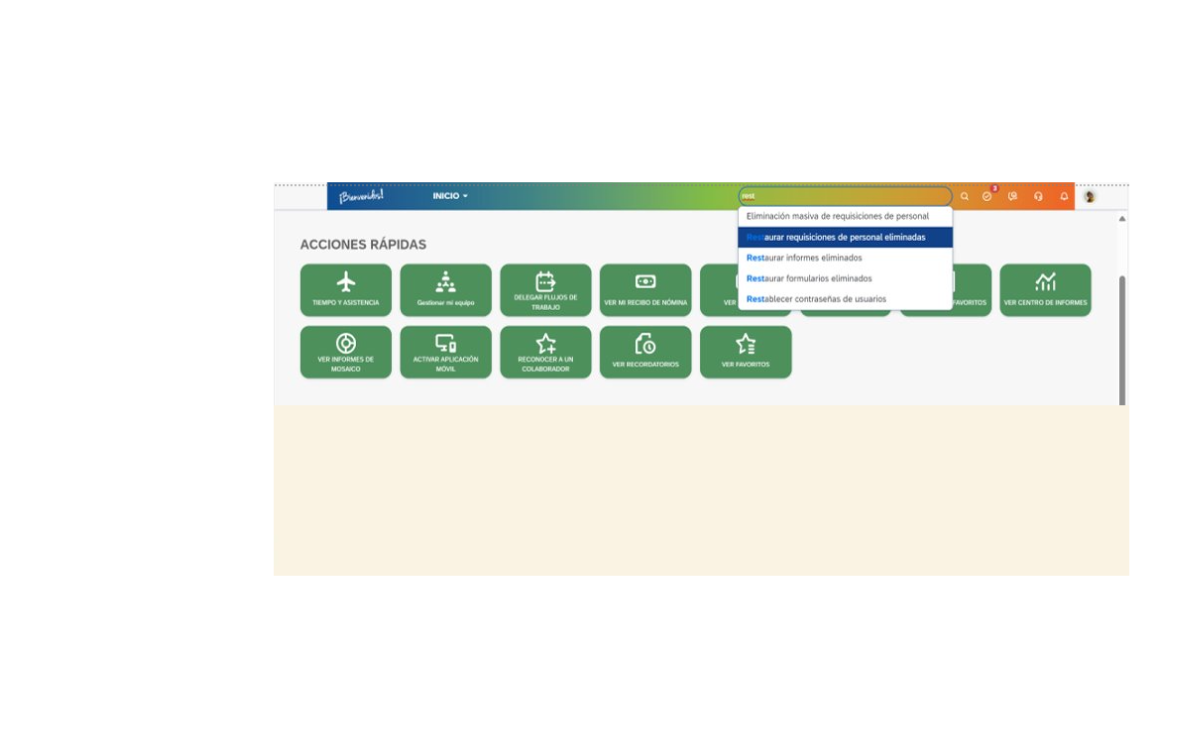 ¡Bienvenidos!
INICIO
rest
3
Eliminación masiva de requisiciones de personal
Restaurar requisiciones de personal eliminadas
Restaurar informes eliminados
Restaurar formularios eliminados
Restablecer contraseñas de usuarios
ACCIONES RÁPIDAS
TIEMPO Y ASISTENCIA
Gestionar mi equipo
DELEGAR FLUJOS DE
TRABAJO
VER MI RECIBO DE NÓMINA
VER
FAVORITOS
VER CENTRO DE INFORMES
VER INFORMES DE
MOSAICO
ACTIVAR APLICACIÓN
MÓVIL
RECONOCER A UN
COLABORADOR
VER RECORDATORIOS
VER FAVORITOS